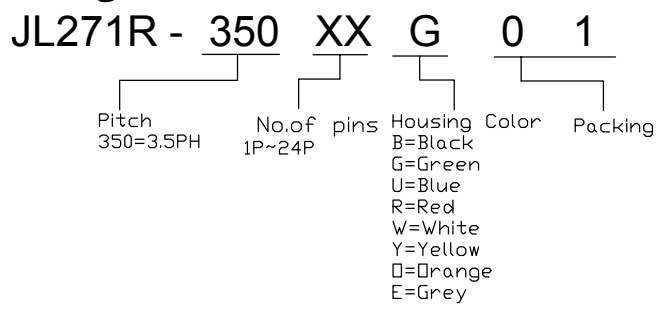 JL271R - 350 XX G 0 1
Pitch
350=3.5PH
No.of pins
1P~24P
Housing Color
B=Black
G=Green
U=Blue
R=Red
W=White
Y=Yellow
O=Orange
E=Grey
Packing